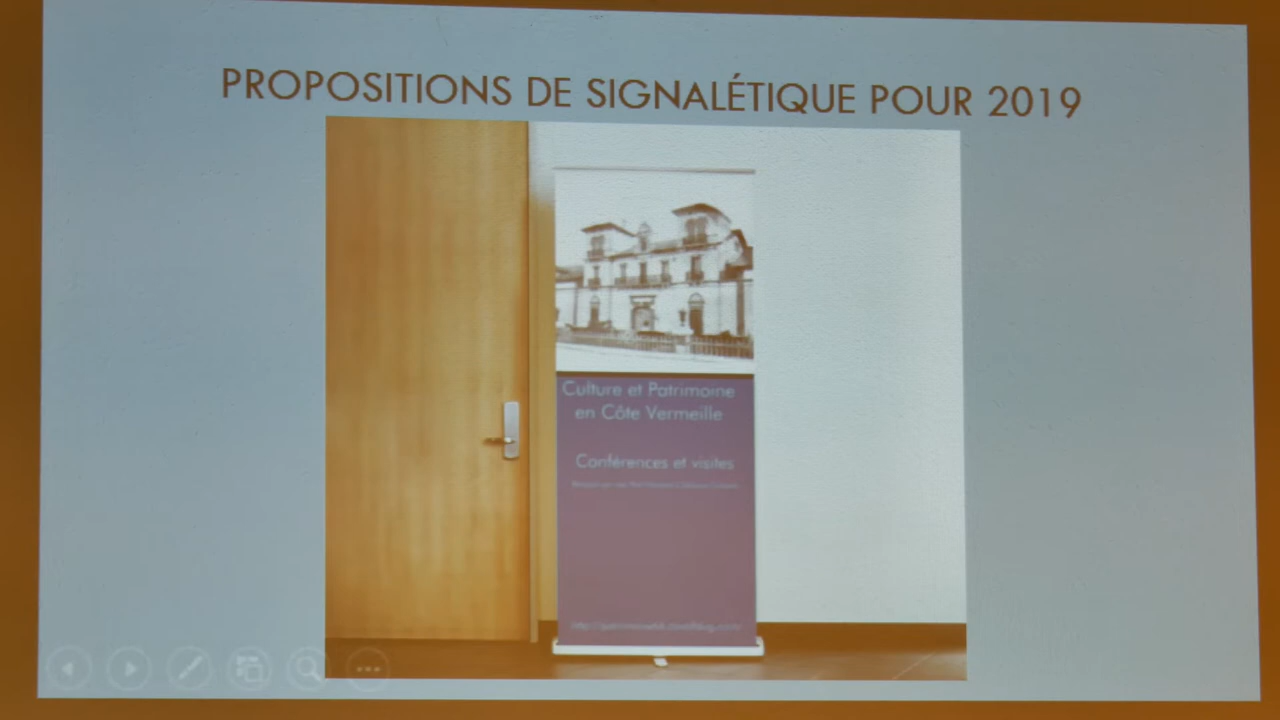 PROPOSITIONS DE SIGNALÉTIQUE POUR 2019
Culture et Patrimoine
en Côte Vermeille
Conférences et visites